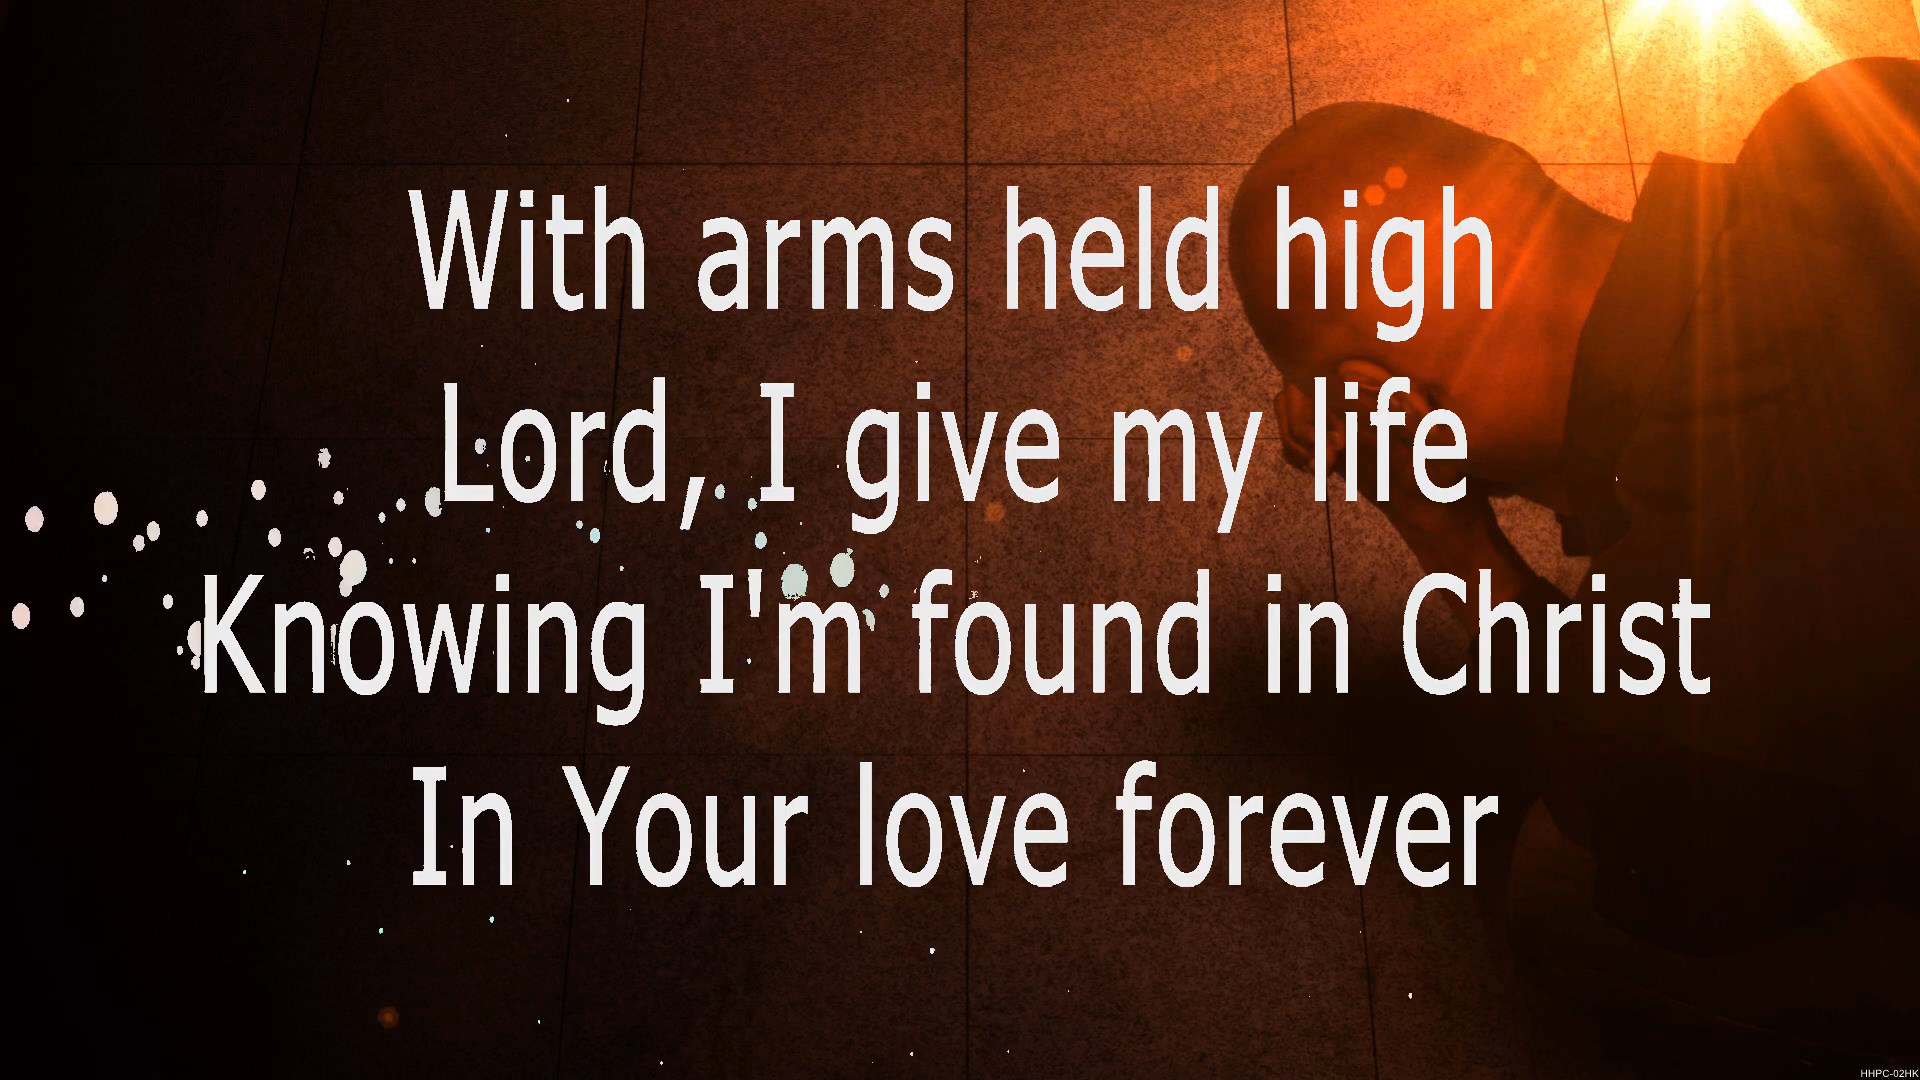 With arms held high
Lord, I give my life
Knowing I'm found in Christ
In Your love forever
HHPC-02HK